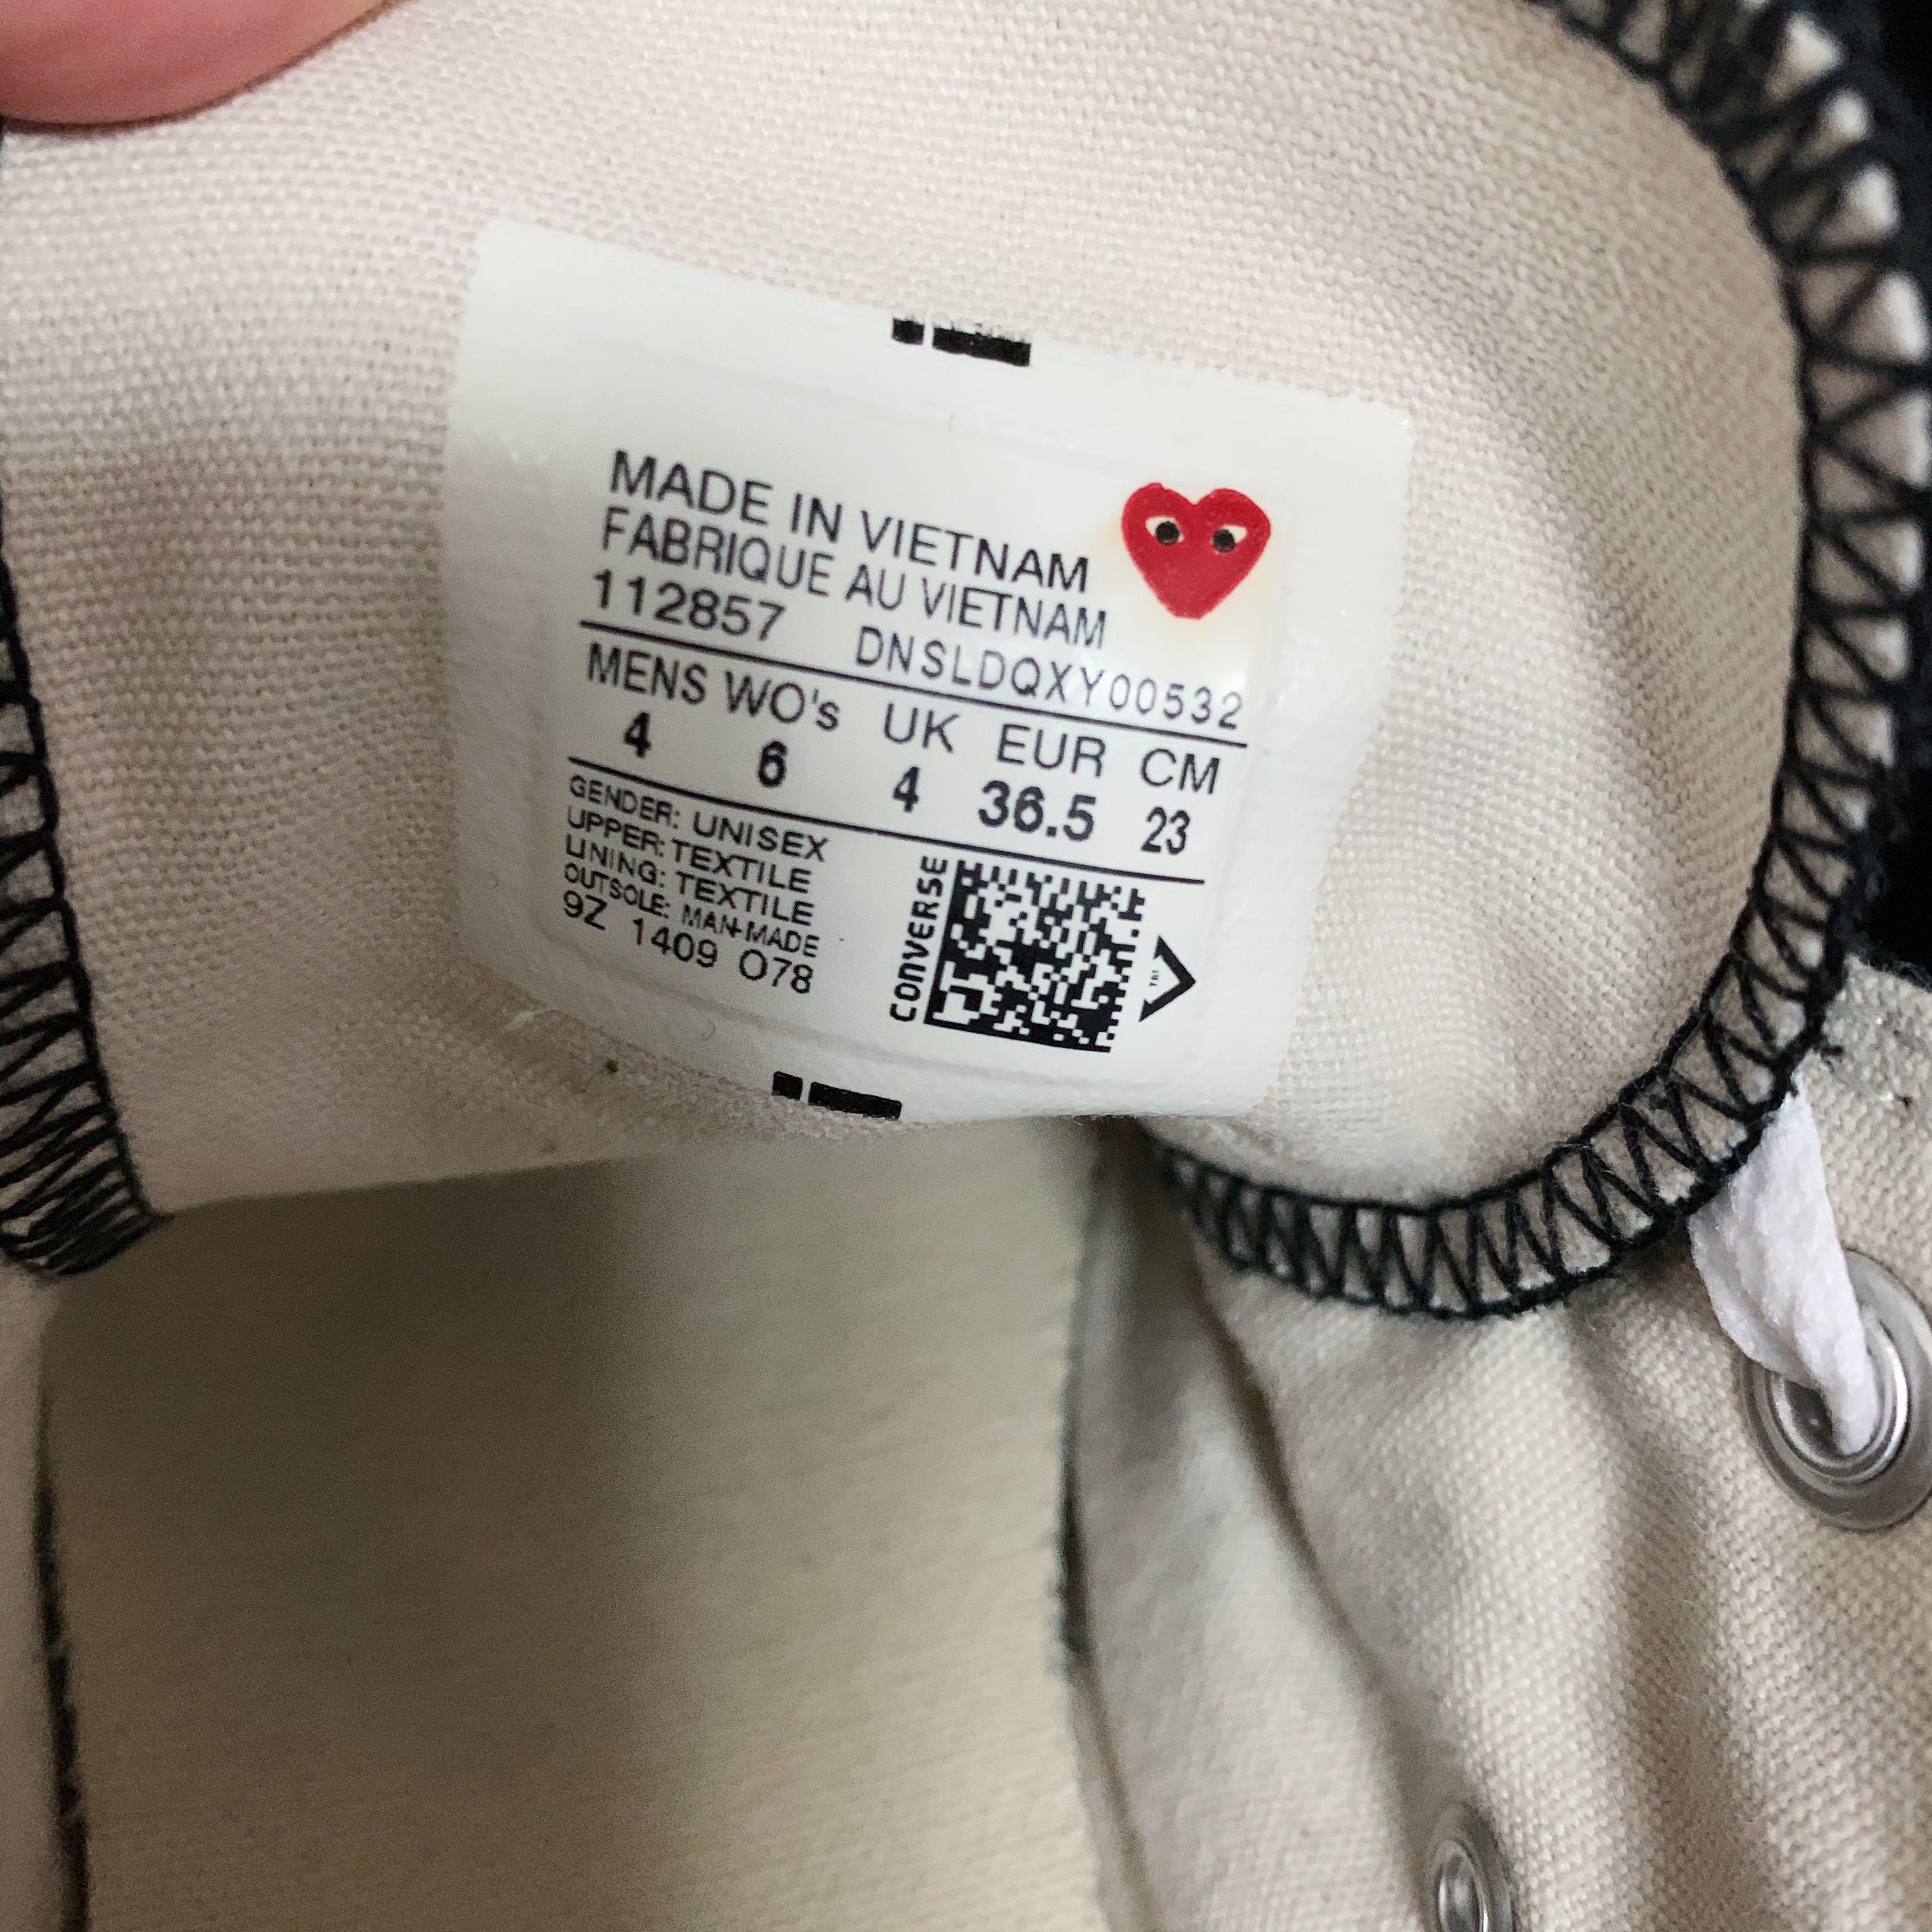 MADE IN VIETNAM
FABRIQUE AU VIETNAM
112857 DNSLDQXY00532
MENS WO's UK EUR CM
4 6 4 36.5 23
GENDER: UNISEX
UPPER: TEXTILE
LINING: TEXTILE
OUTSOLE: MAN-MADE
9Z 1409 O78
CONVERSE
TM